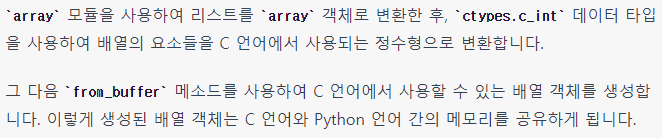 `array` 모듈을 사용하여 리스트를 `array` 객체로 변환한 후, `ctypes.c_int` 데이터 타입
을 사용하여 배열의 요소들을 C 언어에서 사용되는 정수형으로 변환합니다.
그 다음 `from_buffer` 메소드를 사용하여 C 언어에서 사용할 수 있는 배열 객체를 생성합
니다. 이렇게 생성된 배열 객체는 C 언어와 Python 언어 간의 메모리를 공유하게 됩니다.